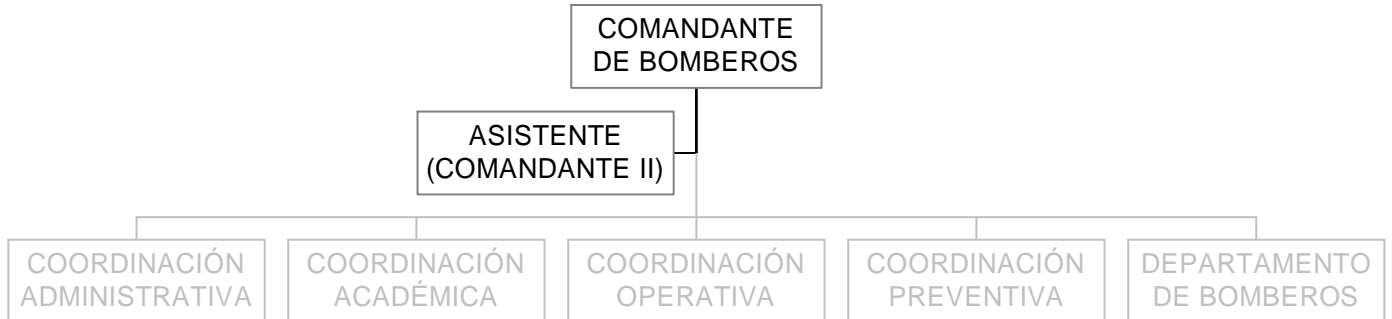 COMANDANTE
DE BOMBEROS
ASISTENTE
(COMANDANTE II)
COORDINACIÓN
ADMINISTRATIVA
COORDINACIÓN
ACADÉMICA
COORDINACIÓN
OPERATIVA
COORDINACIÓN
PREVENTIVA
DEPARTAMENTO
DE BOMBEROS